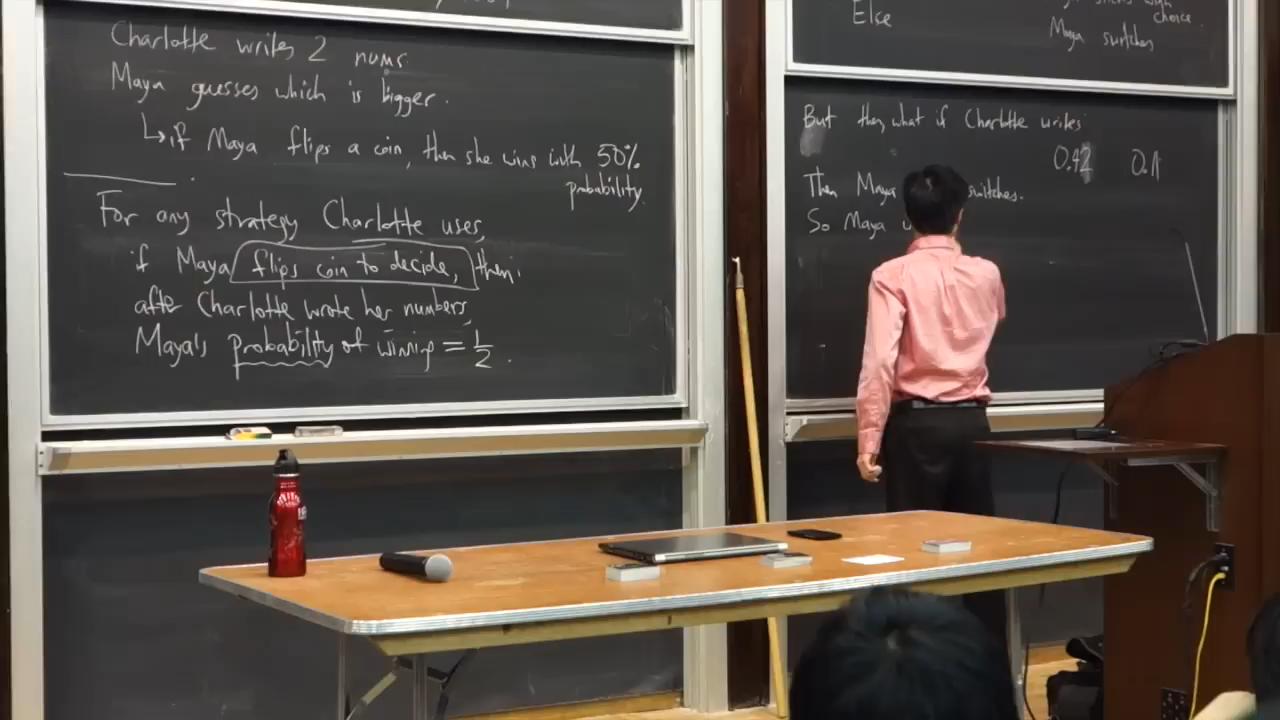 Charlotte writes 2 nums.
Maya guesses which is bigger.
↳ if Maya flips a coin, then she wins with 50%
probability.
For any strategy Charlotte uses,
if Maya flips coin to decide, then
after Charlotte wrote her numbers,
Maya's probability of winning = 1/2.
Else
choice
Maya switches
But then what if Charlotte writes
0.42 0.1
Then Maya switches.
So Maya